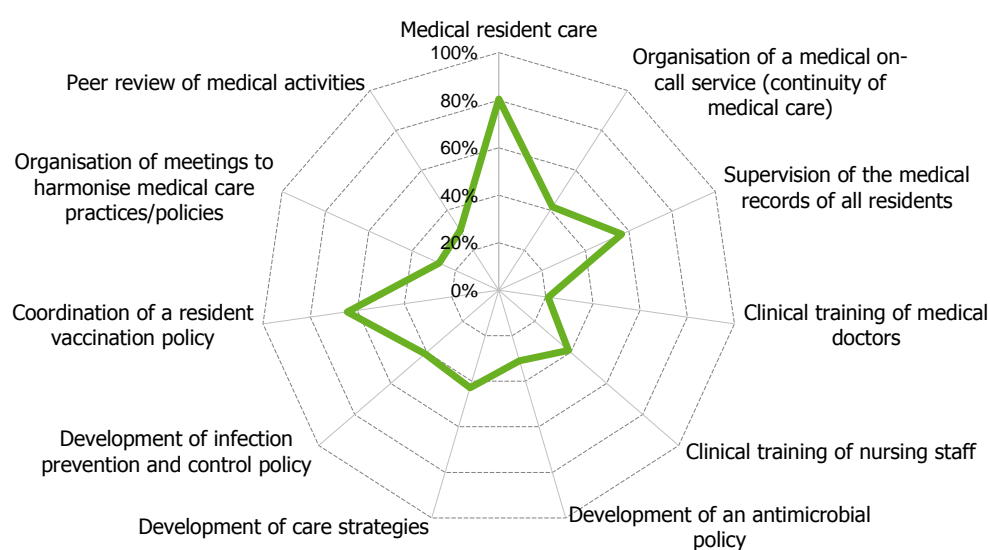 Medical resident care
100%
80%
60%
40%
20%
0%
Organisation of a medical on-
call service (continuity of
medical care)
Supervision of the medical
records of all residents
Clinical training of medical
doctors
Clinical training of nursing staff
Development of an antimicrobial
policy
Development of care strategies
Development of infection
prevention and control policy
Coordination of a resident
vaccination policy
Organisation of meetings to
harmonise medical care
practices/policies
Peer review of medical activities